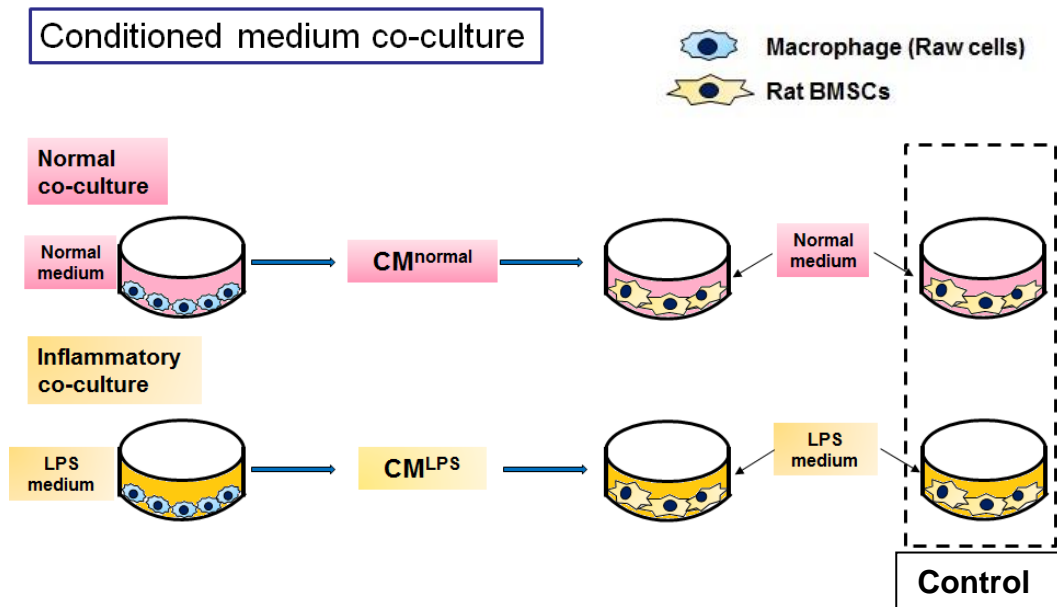 Conditioned medium co-culture
Macrophage (Raw cells)
Rat BMSCs
Normal
co-culture
Normal
medium
CMnormal
Normal
medium
Inflammatory
co-culture
LPS
medium
CMLPS
LPS
medium
Control